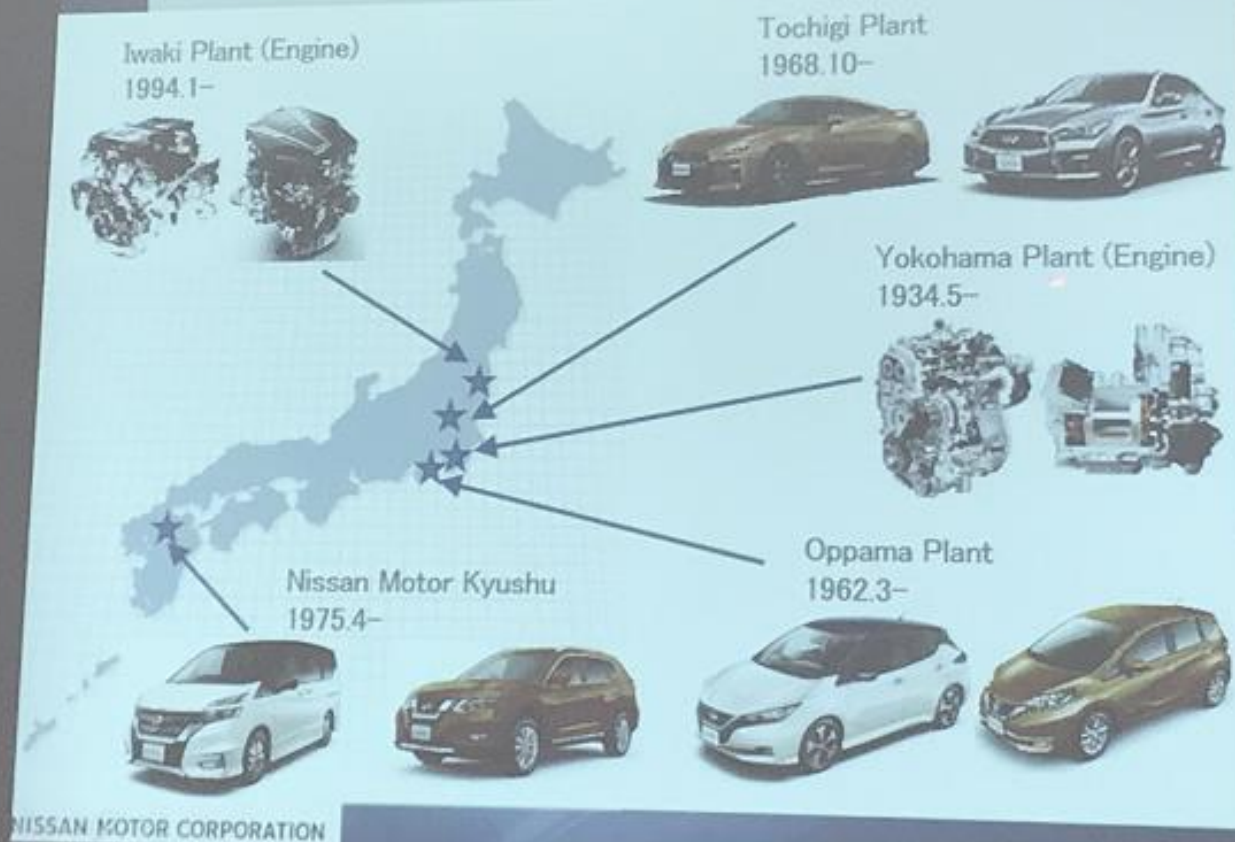 Iwaki Plant (Engine)
1994.1-
Tochigi Plant
1968.10-
Yokohama Plant (Engine)
1934.5-
Oppama Plant
1962.3-
Nissan Motor Kyushu
1975.4-
NISSAN MOTOR CORPORATION